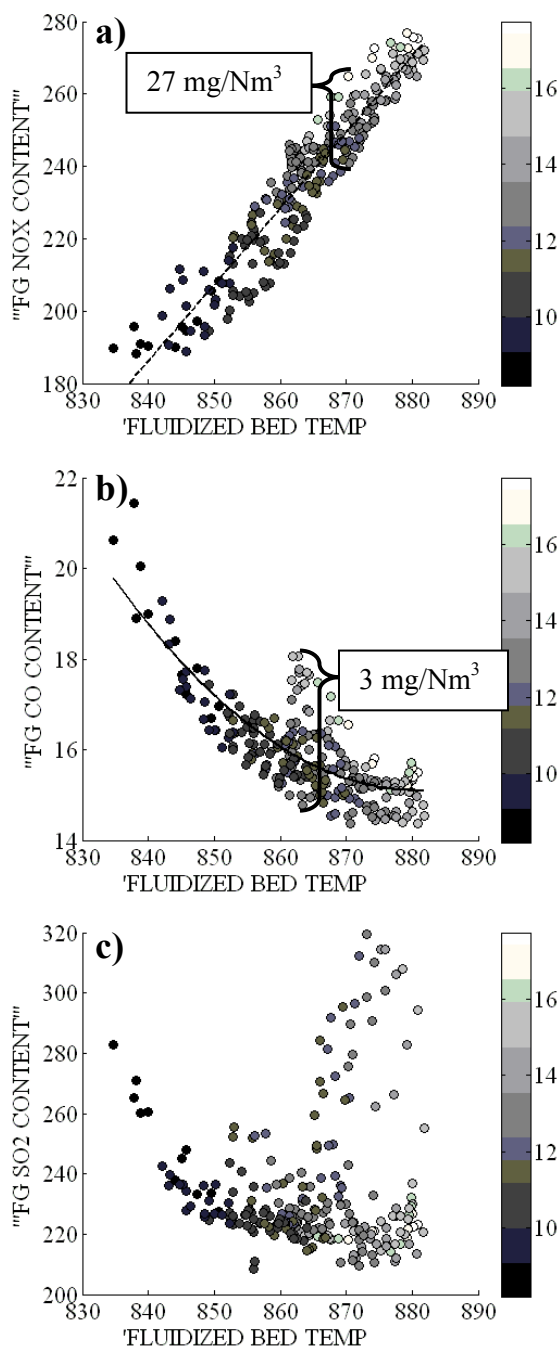 a)
27 mg/Nm³
'''FG NOX CONTENT'''
280
260
240
220
200
180
830 840 850 860 870 880 890
'FLUIDIZED BED TEMP
16
14
12
10
b)
3 mg/Nm³
'''FG CO CONTENT'''
22
20
18
16
14
830 840 850 860 870 880 890
'FLUIDIZED BED TEMP
16
14
12
10
c)
'''FG SO2 CONTENT'''
320
300
280
260
240
220
200
830 840 850 860 870 880 890
'FLUIDIZED BED TEMP
16
14
12
10